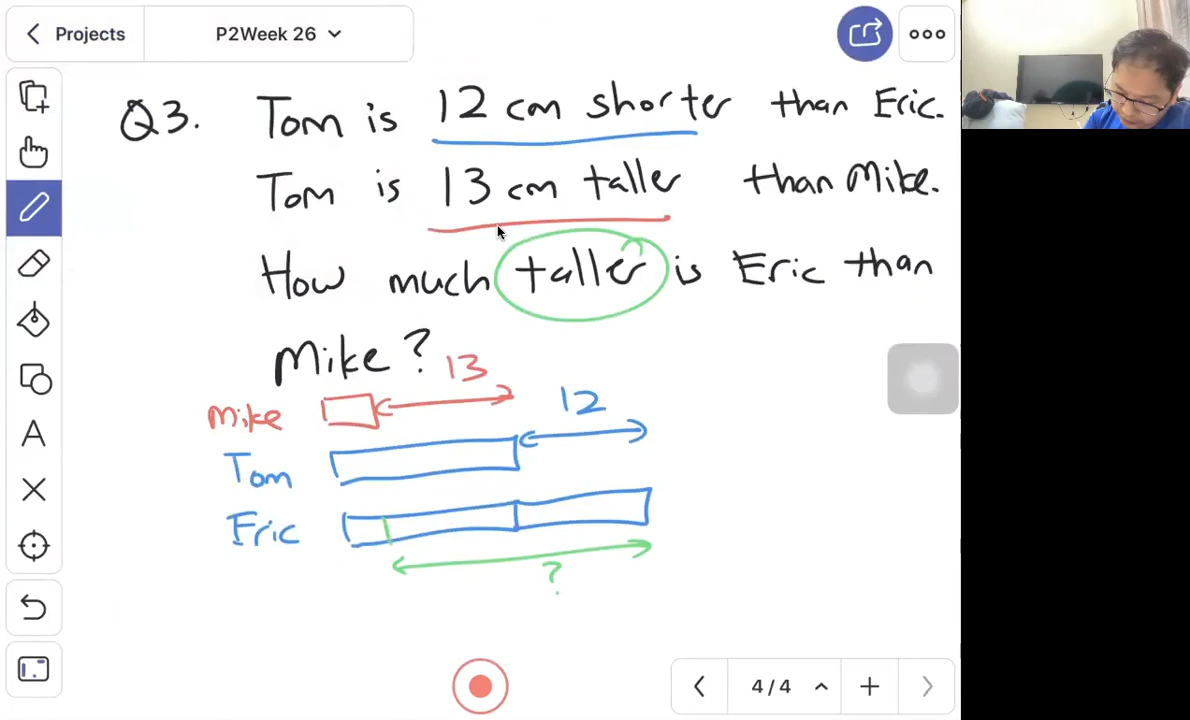 Projects
P2Week 26
Q3. Tom is 12 cm shorter than Eric.
Tom is 13 cm taller than Mike.
How much taller is Eric than
Mike?
13
Mike
12
Tom
Eric
?
A
4/4